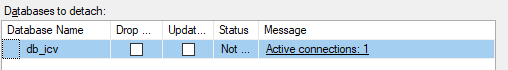 Databases to detach:
Database Name Drop ... Updat... Status Message
db_icv Not ... Active connections: 1